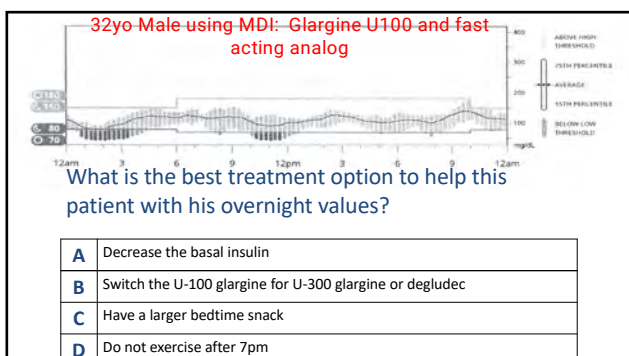 32yo Male using MDI: Glargine U100 and fast
acting analog
400
300
200
100
mg/dL
ABOVE HIGH
THRESHOLD
75TH PERCENTILE
AVERAGE
BELOW LOW
THRESHOLD
180
150
80
70
12am 3 6 9 12pm 3 6 9 12am
What is the best treatment option to help this
patient with his overnight values?
A Decrease the basal insulin
B Switch the U-100 glargine for U-300 glargine or degludec
C Have a larger bedtime snack
D Do not exercise after 7pm